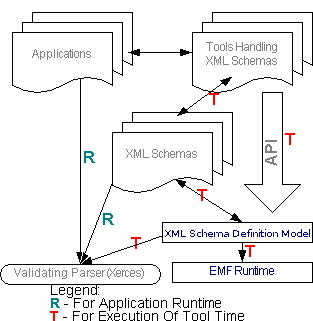 Applications
Tools Handling
XML Schemas
T
API
T
R
XML Schemas
T
R
T
XML Schema Definition Model
T
Validating Parser(Xerces)
EMF Runtime
Legend:
R - For Application Runtime
T - For Execution Of Tool Time